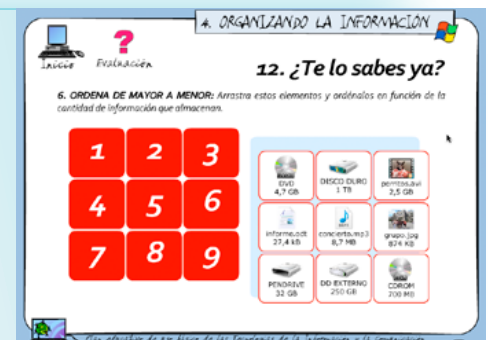 4. ORGANIZANDO LA INFORMACIÓN
Inicio
?
Evaluación
12. ¿Te lo sabes ya?
6. ORDENA DE MAYOR A MENOR: Arrastra estos elementos y ordénalos en función de la
cantidad de información que almacenan.
1 2 3
4 5 6
7 8 9
DVD
4,7 GB
DISCO DURO
1 TB
perritos.avi
2,5 GB
informe.odt
27,4 kB
concierto.mp3
8,7 MB
grupo.jpg
874 KB
PENDRIVE
32 GB
DD EXTERNO
250 GB
CDROM
700 MB